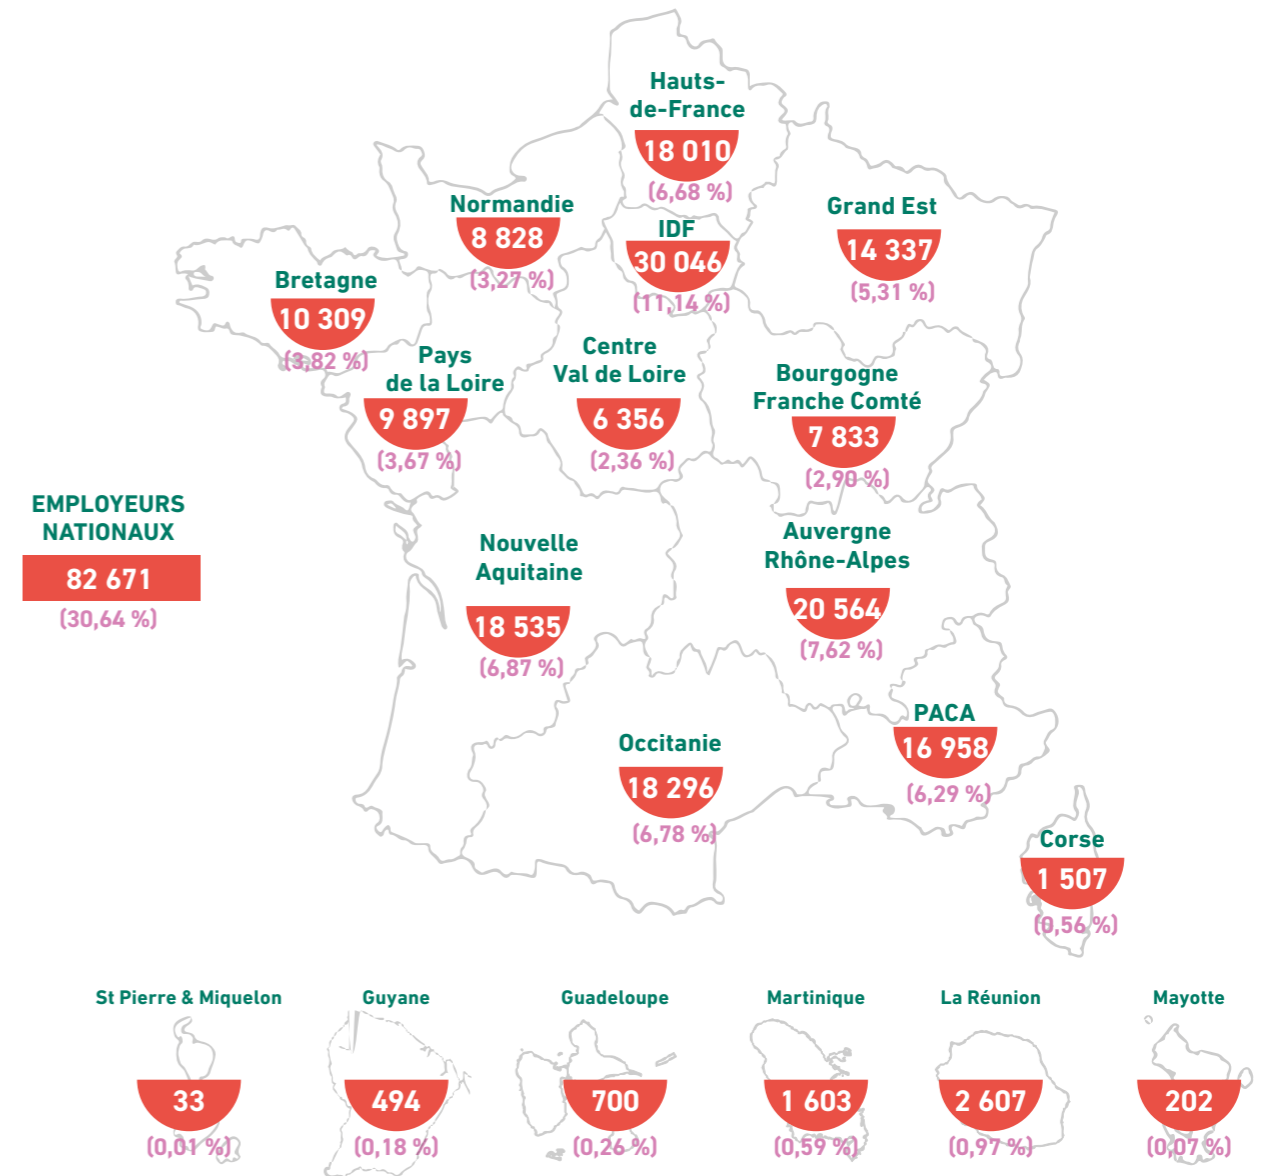 Hauts-
de-France
18 010
(6,68 %)
Normandie
8 828
(3,27 %)
IDF
30 046
(11,14 %)
Grand Est
14 337
(5,31 %)
Bretagne
10 309
(3,82 %)
Pays
de la Loire
9 897
(3,67 %)
Centre
Val de Loire
6 356
(2,36 %)
Bourgogne
Franche Comté
7 833
(2,90 %)
EMPLOYEURS
NATIONAUX
82 671
(30,64 %)
Nouvelle
Aquitaine
18 535
(6,87 %)
Auvergne
Rhône-Alpes
20 564
(7,62 %)
Occitanie
18 296
(6,78 %)
PACA
16 958
(6,29 %)
Corse
1 507
(0,56 %)
St Pierre & Miquelon
33
(0,01 %)
Guyane
494
(0,18 %)
Guadeloupe
700
(0,26 %)
Martinique
1 603
(0,59 %)
La Réunion
2 607
(0,97 %)
Mayotte
202
(0,07 %)